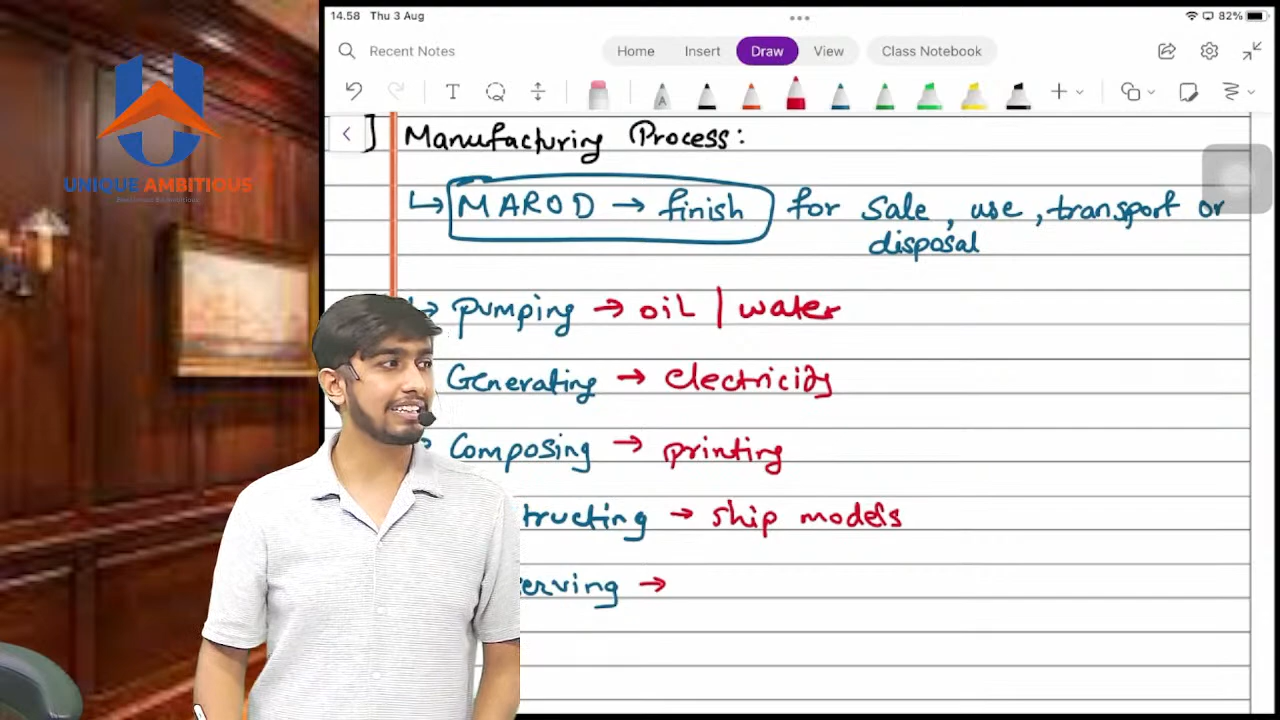 14.58 Thu 3 Aug
82%
Recent Notes
Home Insert Draw View Class Notebook
UNIQUE AMBITIOUS
] Manufacturing Process:
↳ MAROD → finish for sale, use, transport or
disposal
↳ pumping → oil | water
Generating → electricity
Composing → printing
tructing → ship models
erving →